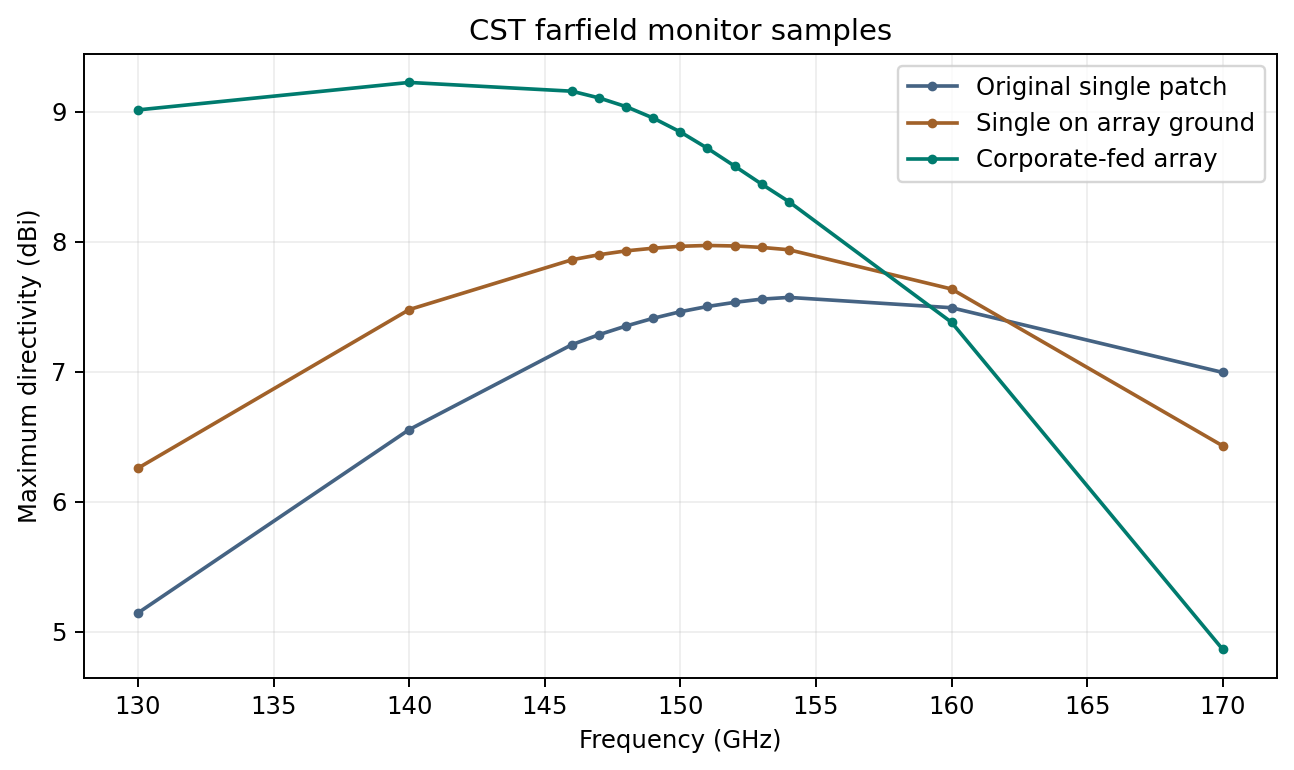 CST farfield monitor samples
Original single patch
Single on array ground
Corporate-fed array
Maximum directivity (dBi)
9
8
7
6
5
130 135 140 145 150 155 160 165 170
Frequency (GHz)